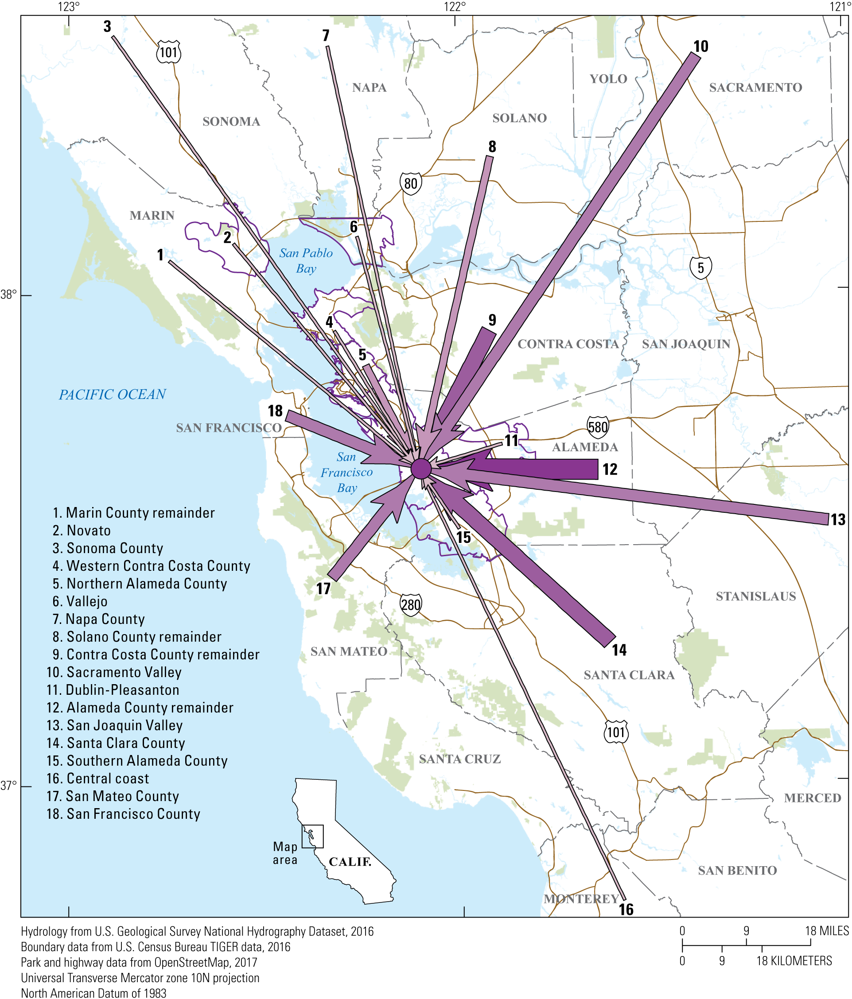 123°
122°
121°
3
7
10
101
NAPA
YOLO
SACRAMENTO
SONOMA
SOLANO
8
80
MARIN
6
2
1
San Pablo
Bay
5
38°
4
9
CONTRA COSTA
SAN JOAQUIN
5
PACIFIC OCEAN
18
SAN FRANCISCO
580
11
ALAMEDA
San
Francisco
Bay
12
13
15
17
280
STANISLAUS
14
SAN MATEO
SANTA CLARA
101
SANTA CRUZ
37°
MERCED
SAN BENITO
MONTEREY
16
1. Marin County remainder
2. Novato
3. Sonoma County
4. Western Contra Costa County
5. Northern Alameda County
6. Vallejo
7. Napa County
8. Solano County remainder
9. Contra Costa County remainder
10. Sacramento Valley
11. Dublin-Pleasanton
12. Alameda County remainder
13. San Joaquin Valley
14. Santa Clara County
15. Southern Alameda County
16. Central coast
17. San Mateo County
18. San Francisco County
Map
area
CALIF.
Hydrology from U.S. Geological Survey National Hydrography Dataset, 2016
Boundary data from U.S. Census Bureau TIGER data, 2016
Park and highway data from OpenStreetMap, 2017
Universal Transverse Mercator zone 10N projection
North American Datum of 1983
0 9 18 MILES
0 9 18 KILOMETERS